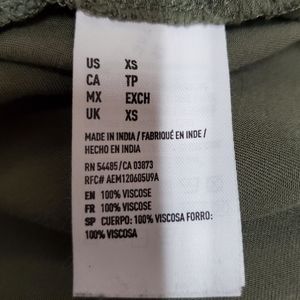 US XS
CA TP
MX EXCH
UK XS
MADE IN INDIA / FABRIQUÉ EN INDE /
HECHO EN INDIA
RN 54485/CA 03873
RFC# AEM120605U9A
EN 100% VISCOSE
FR 100% VISCOSE
SP CUERPO: 100% VISCOSA FORRO:
100% VISCOSA